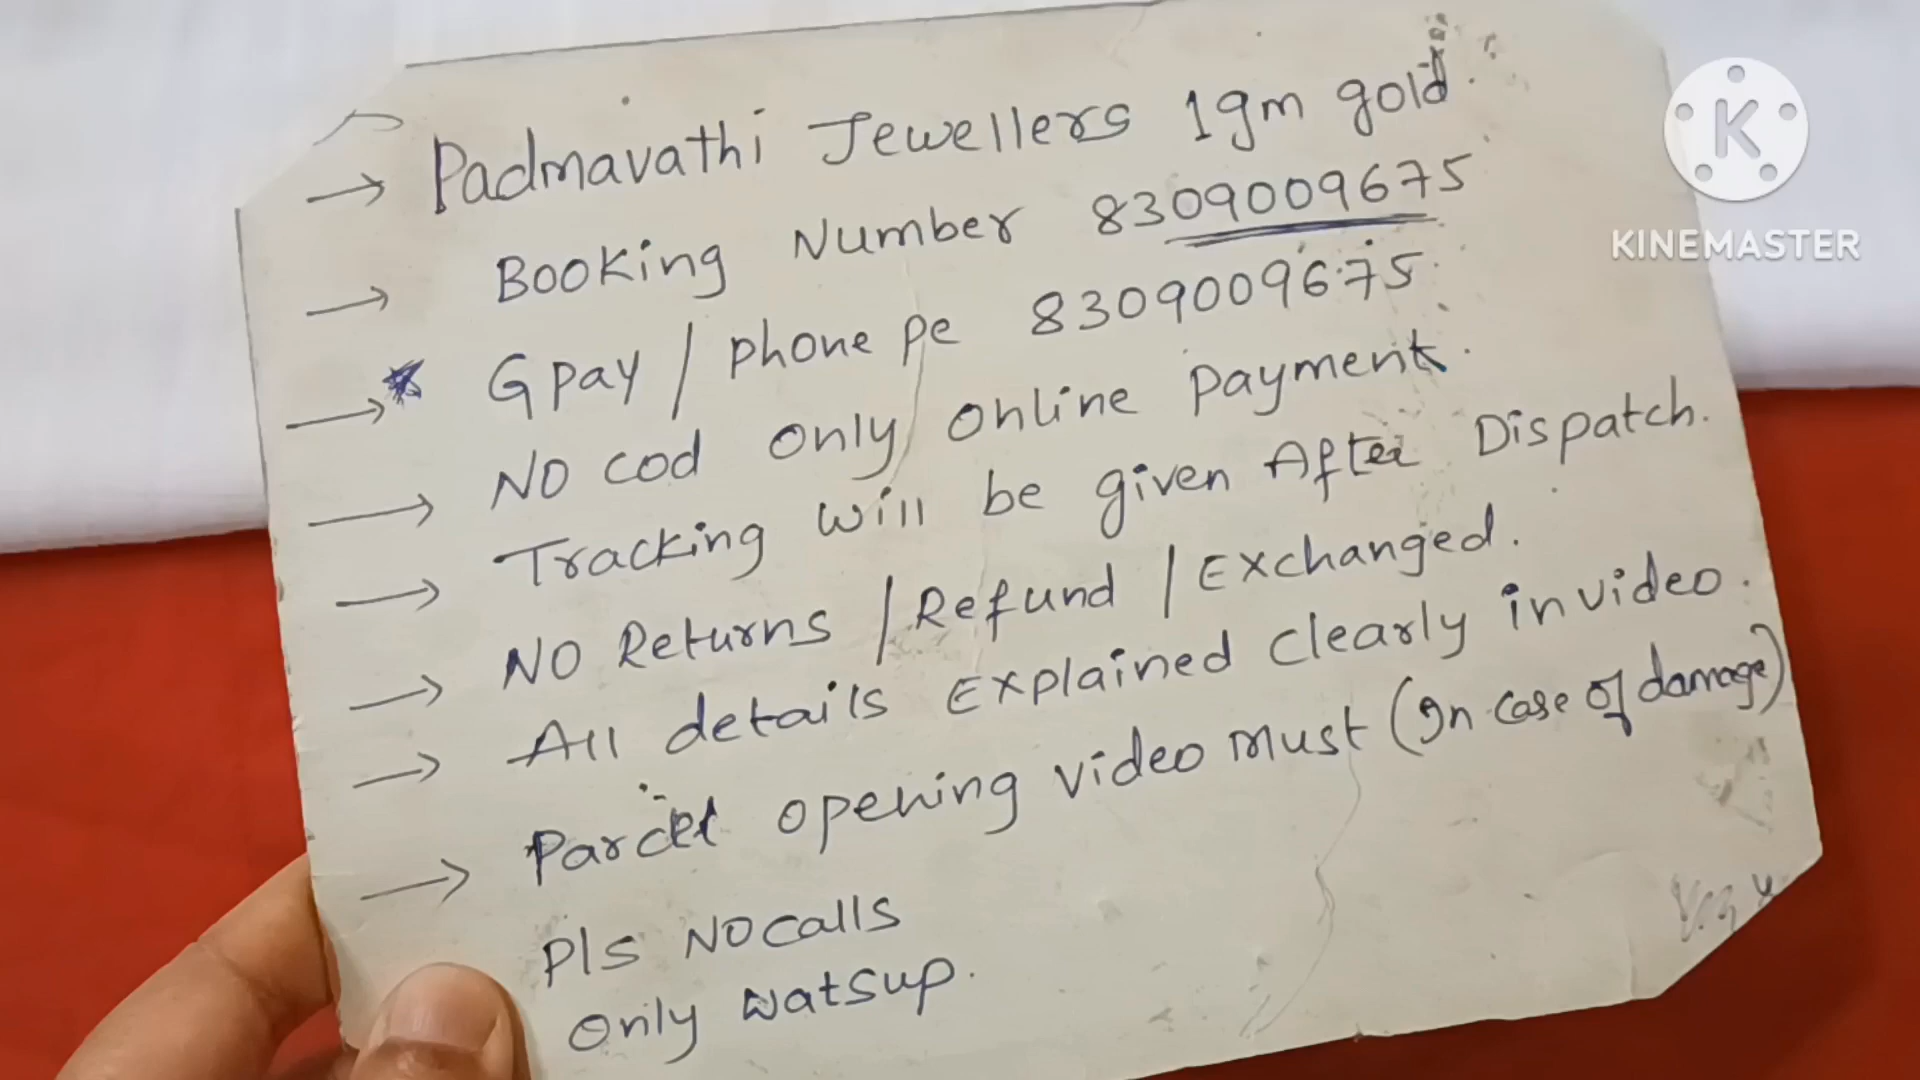 → Padmavathi Jewellers 1gm gold.
→ Booking Number 8309009675
→ * Gpay / phone pe 8309009675
→ NO cod only online payment.
→ Tracking will be given After Dispatch.
→ NO Returns / Refund / Exchanged.
→ All details Explained clearly in video.
→ Parcel opening video must (In case of damage)
Pls NO calls
only watsup.
K
KINEMASTER